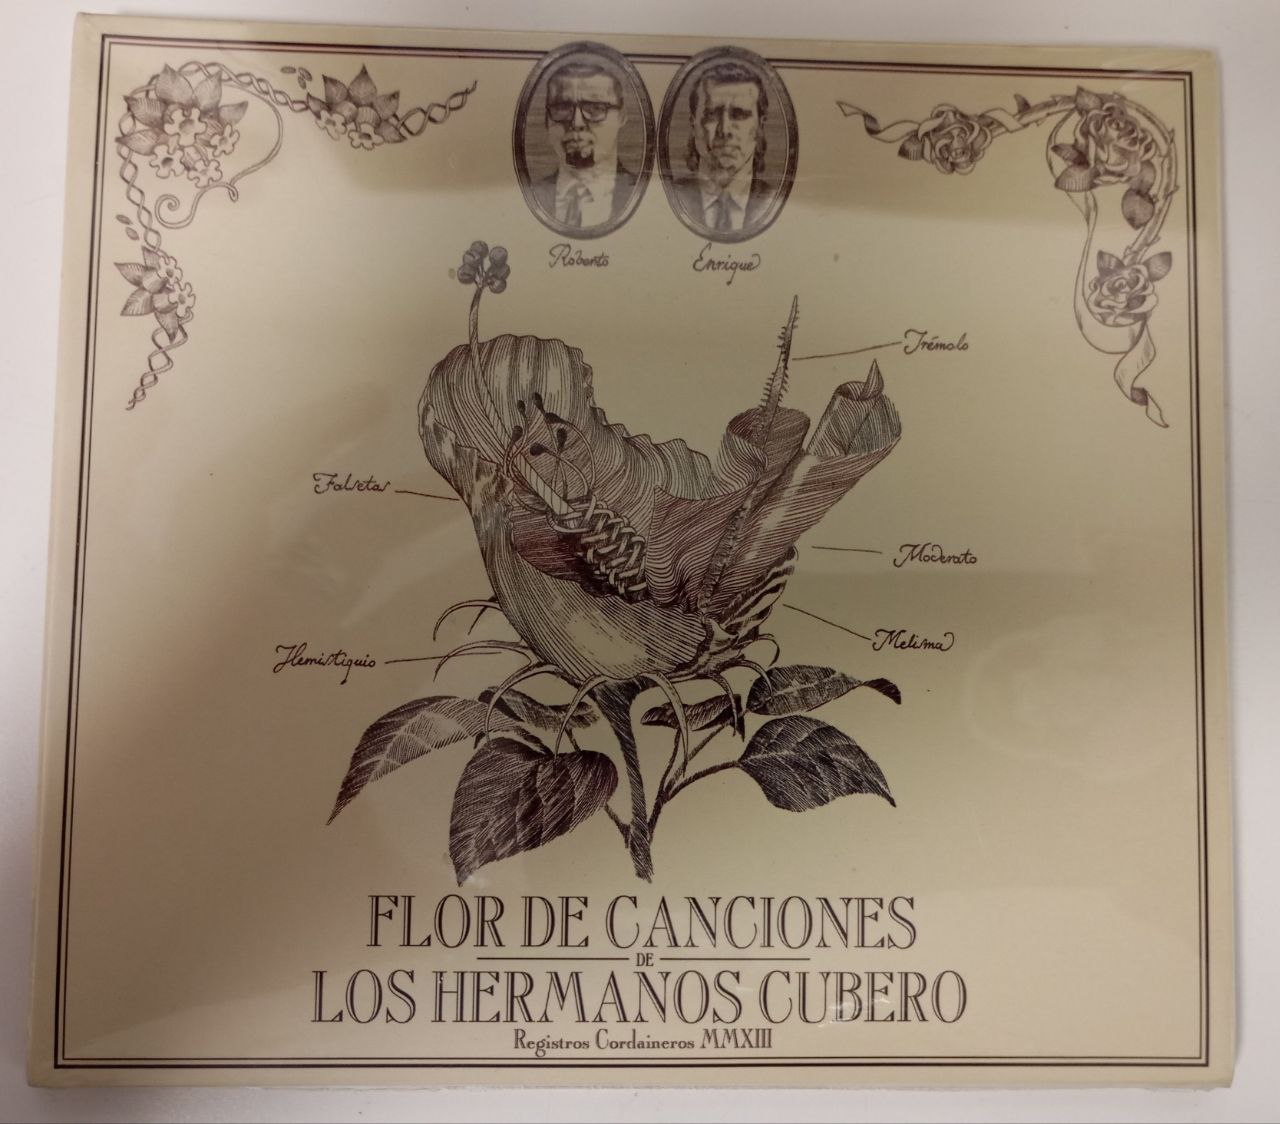 Roberto
Enrique
Trémolo
Falsetas
Moderato
Melisma
Hemistiquio
FLOR DE CANCIONES
DE
LOS HERMANOS CUBERO
Registros Cordaineros MMXIII